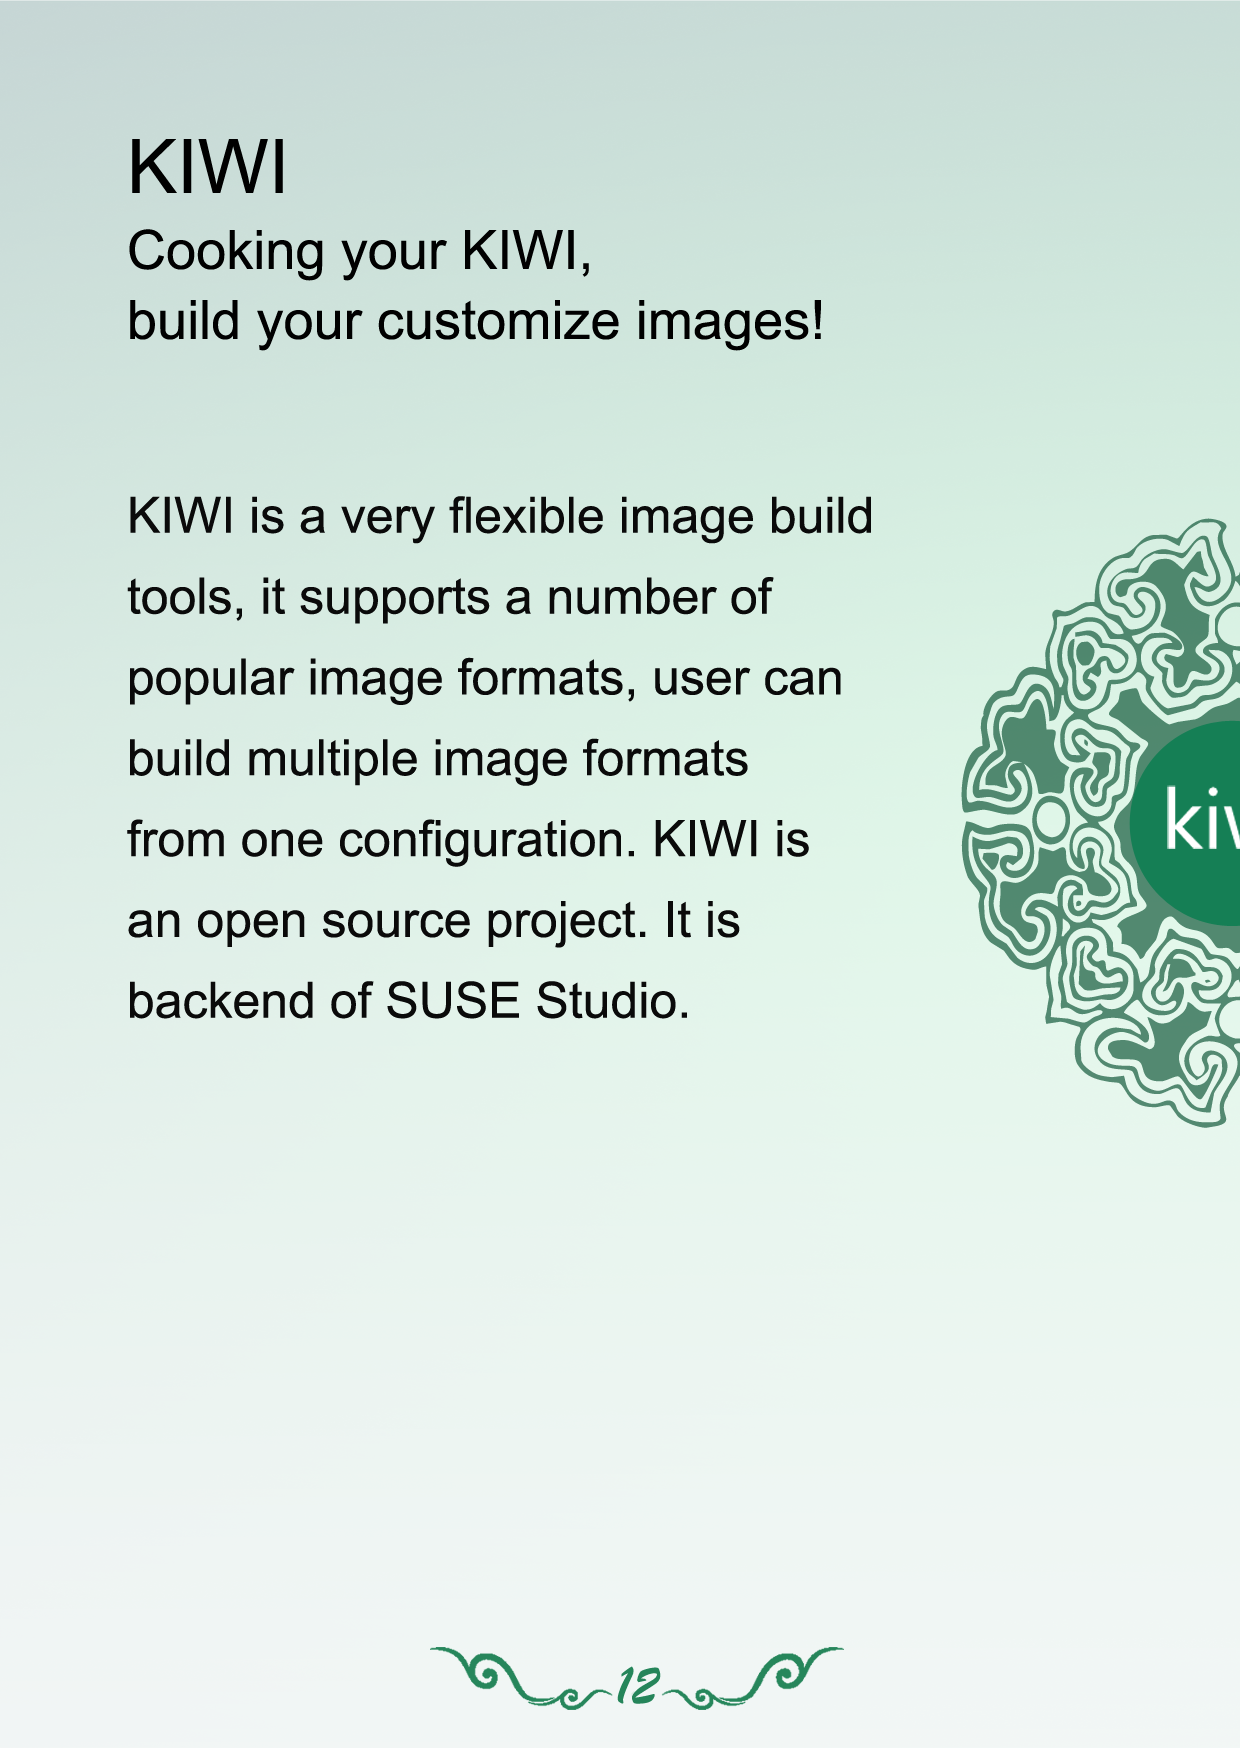 KIWI
Cooking your KIWI,
build your customize images!
KIWI is a very flexible image build
tools, it supports a number of
popular image formats, user can
build multiple image formats
from one configuration. KIWI is
an open source project. It is
backend of SUSE Studio.
12